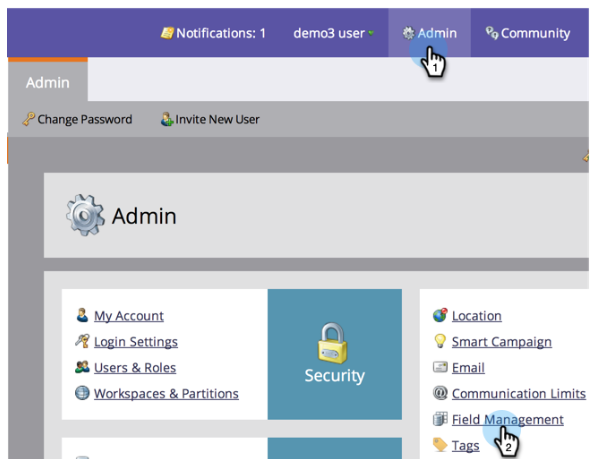 Notifications: 1 demo3 user Admin Community
1
Admin
Change Password Invite New User
Admin
My Account
Login Settings
Users & Roles
Workspaces & Partitions
Security
Location
Smart Campaign
Email
Communication Limits
Field Management
Tags
2